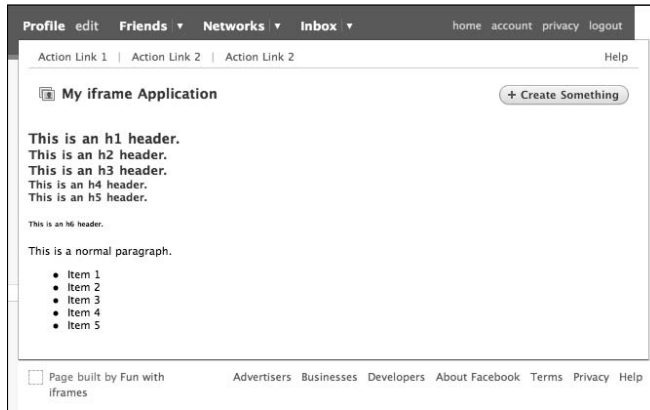 Profile edit Friends ▾ Networks ▾ Inbox ▾ home account privacy logout
Action Link 1 | Action Link 2 | Action Link 2 Help
My iframe Application + Create Something
This is an h1 header.
This is an h2 header.
This is an h3 header.
This is an h4 header.
This is an h5 header.
This is an h6 header.
This is a normal paragraph.
• Item 1
• Item 2
• Item 3
• Item 4
• Item 5
Page built by Fun with Advertisers Businesses Developers About Facebook Terms Privacy Help
iframes